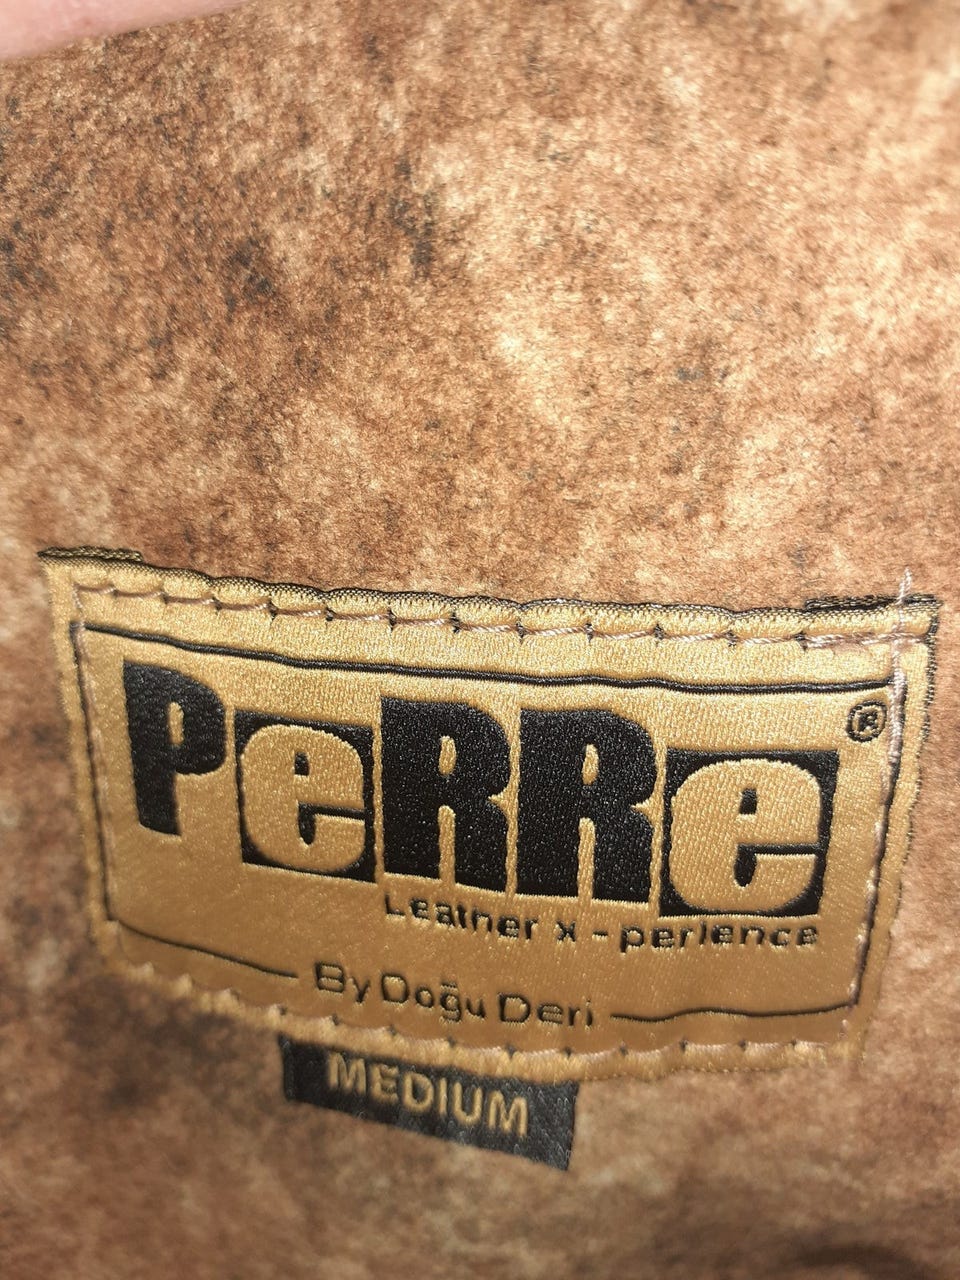 PeRRe ®
Leather x - perience
By Doğu Deri
MEDIUM